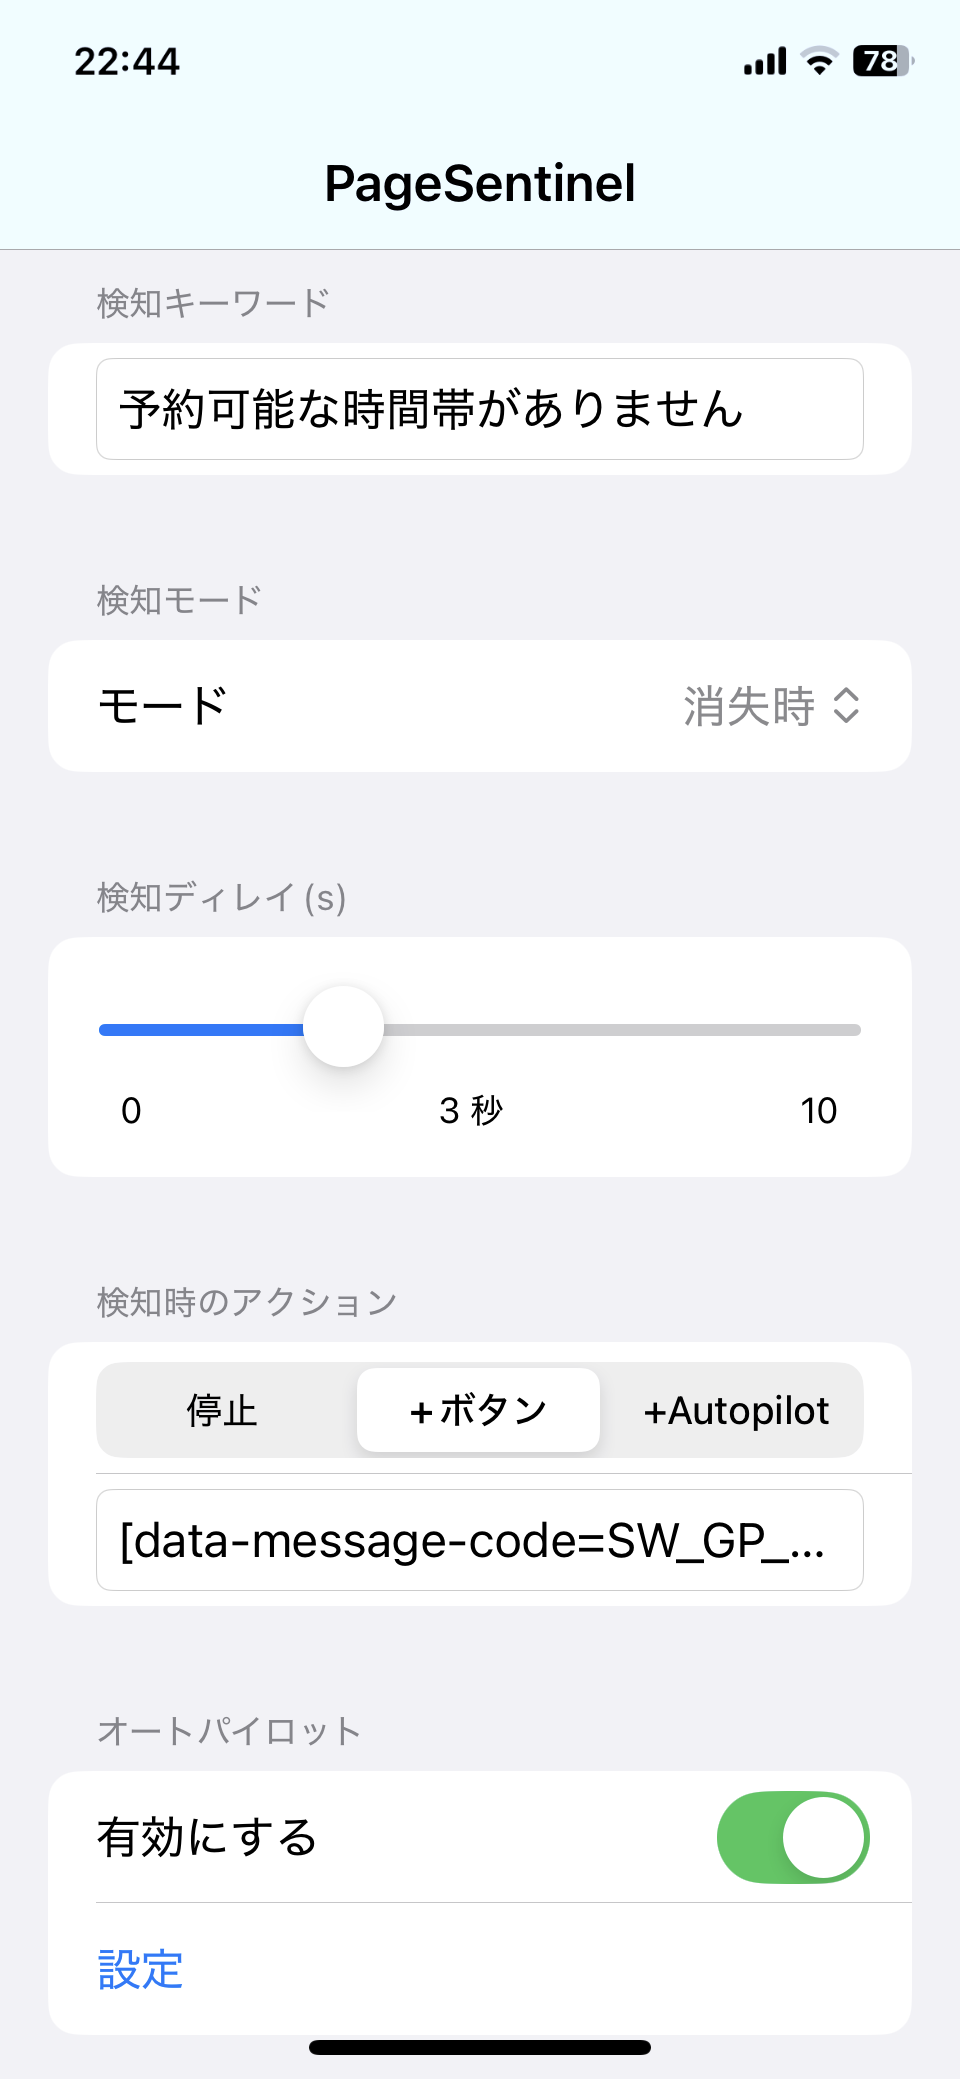 22:44
78
PageSentinel
検知キーワード
予約可能な時間帯がありません
検知モード
モード 消失時
検知ディレイ(s)
0 3 秒 10
検知時のアクション
停止 +ボタン +Autopilot
[data-message-code=SW_GP_...
オートパイロット
有効にする
設定